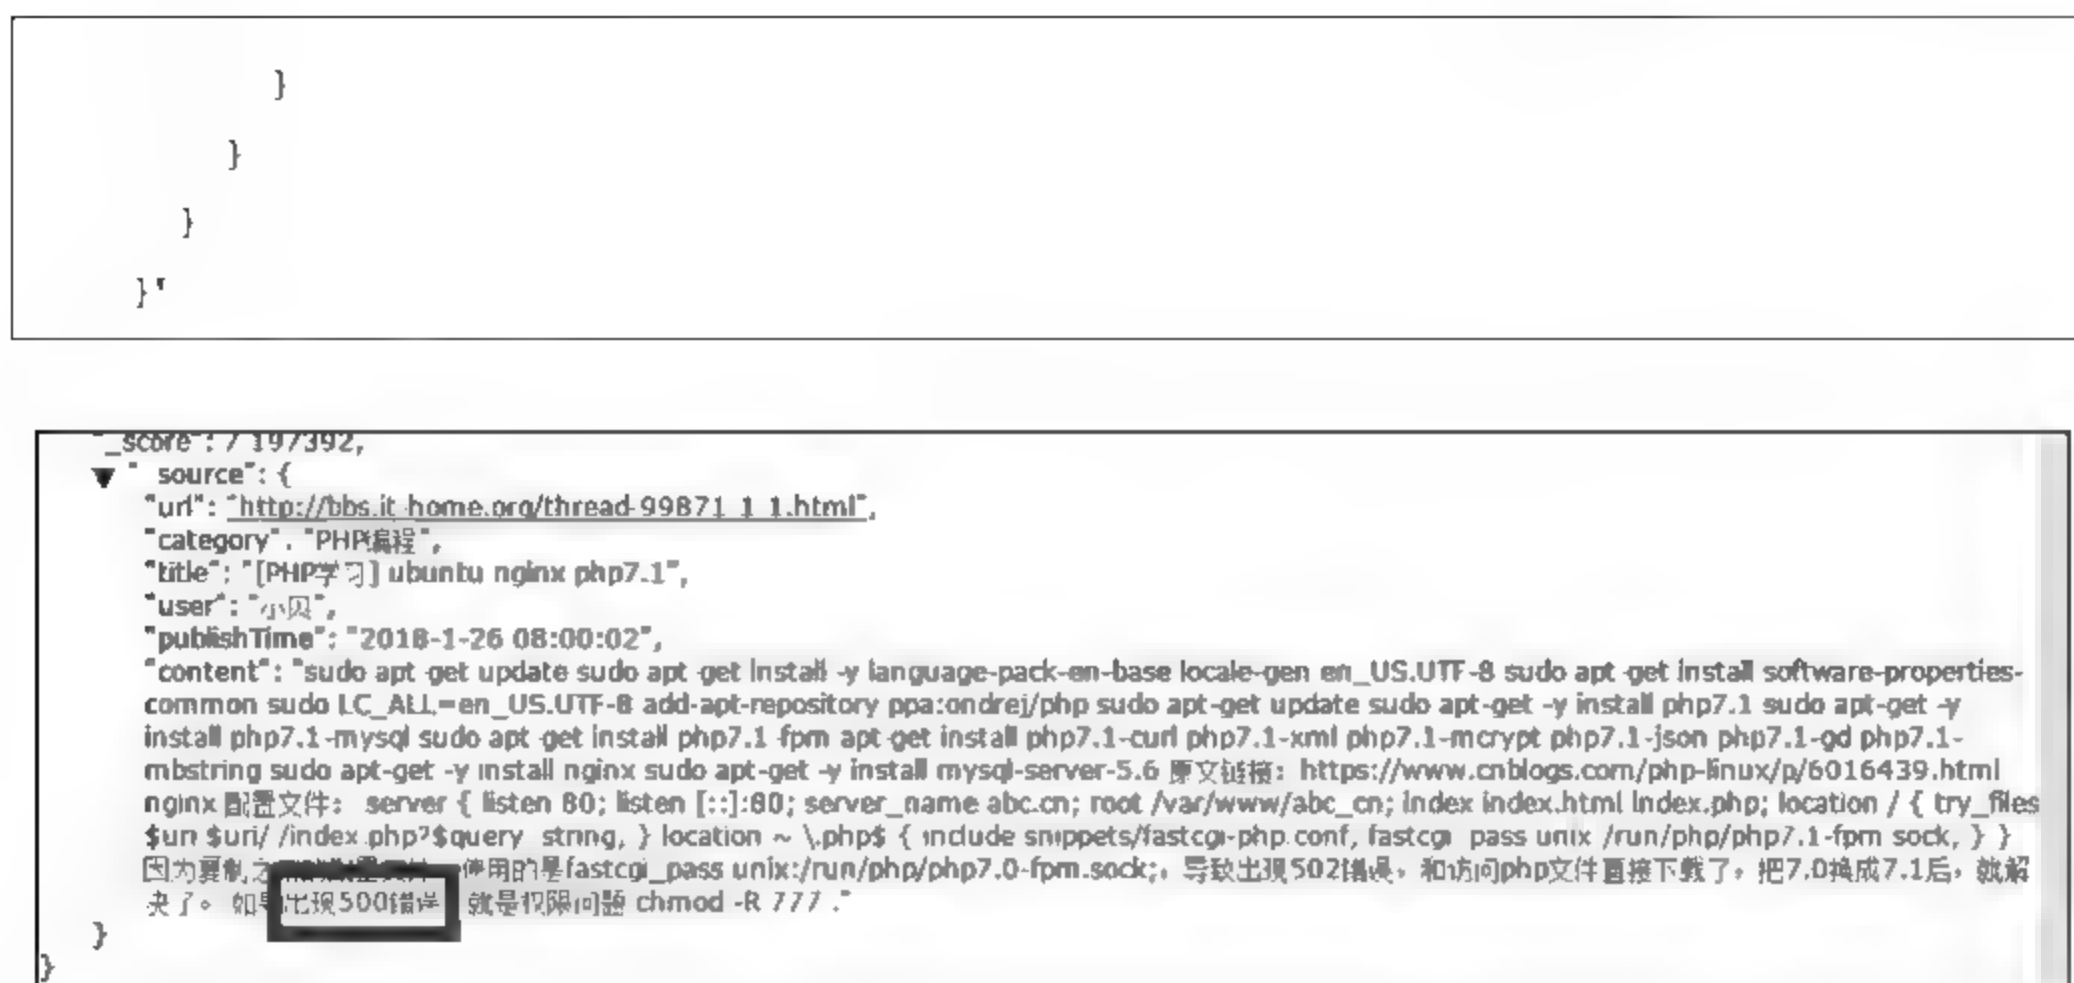 }
}
}
}'
"_score": 7 197392,
▼ " source": {
"url": "http://bbs.it-home.org/thread-99871 1 1.html",
"category". "PHP编程",
"title": "[PHP学习] ubuntu nginx php7.1",
"user": "小贝",
"publishTime": "2018-1-26 08:00:02",
"content": "sudo apt-get update sudo apt-get install -y language-pack-en-base locale-gen en_US.UTF-8 sudo apt-get install software-properties-
common sudo LC_ALL=en_US.UTF-8 add-apt-repository ppa:ondrej/php sudo apt-get update sudo apt-get -y install php7.1 sudo apt-get -y
install php7.1-mysql sudo apt-get install php7.1-fpm apt-get install php7.1-curl php7.1-xml php7.1-mcrypt php7.1-json php7.1-gd php7.1-
mbstring sudo apt-get -y install nginx sudo apt-get -y install mysql-server-5.6 原文链接： https://www.cnblogs.com/php-linux/p/6016439.html
nginx 配置文件： server { listen 80; listen [::]:80; server_name abc.cn; root /var/www/abc_cn; index index.html index.php; location / { try_files
$uri $uri/ /index.php?$query_string, } location ~ \.php$ { include snippets/fastcgi-php.conf, fastcgi_pass unix /run/php/php7.1-fpm sock, } }
因为复制之 使用的是fastcgi_pass unix:/run/php/php7.0-fpm.sock;，导致出现502错误，和访问php文件直接下载了，把7.0换成7.1后，就解
决了。如果出现500错误 就是权限问题 chmod -R 777 ."
}
}